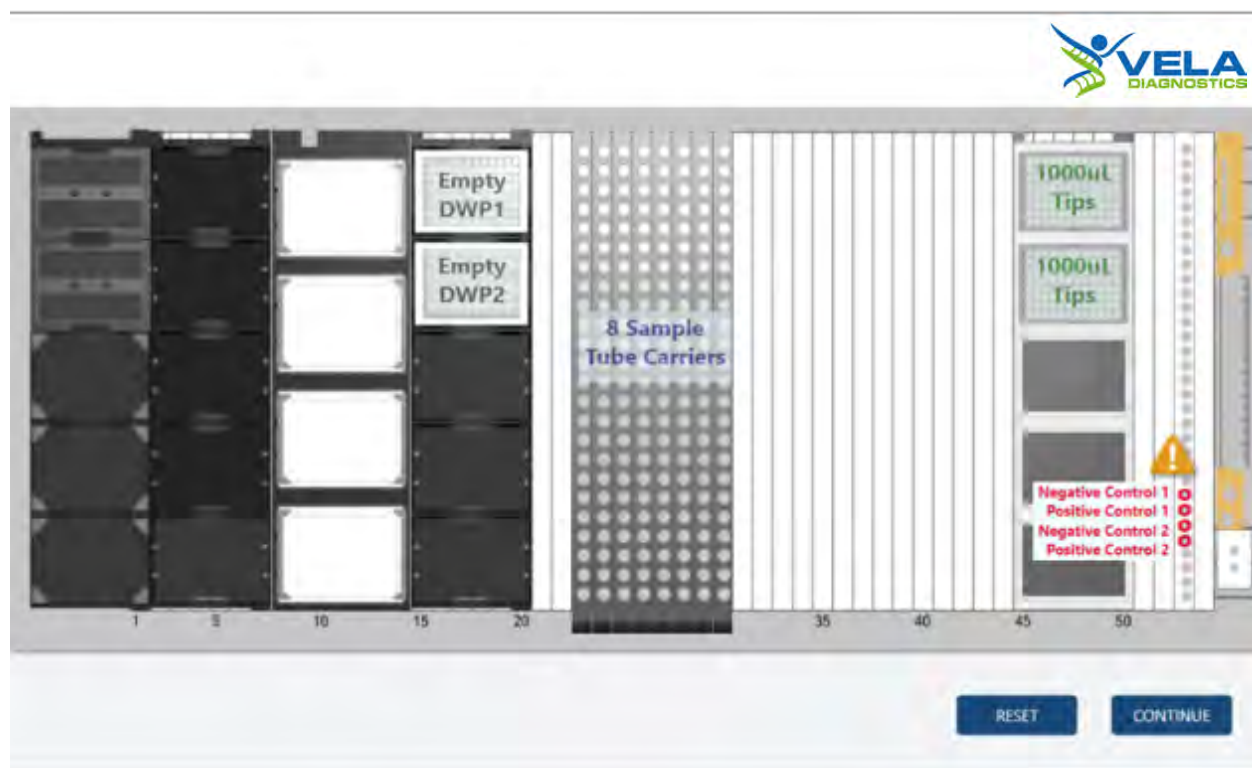 VELA
DIAGNOSTICS
Empty
DWP1
Empty
DWP2
8 Sample
Tube Carriers
1000uL
Tips
1000uL
Tips
Negative Control 1
Positive Control 1
Negative Control 2
Positive Control 2
1
10
15
20
35
40
45
50
RESET
CONTINUE